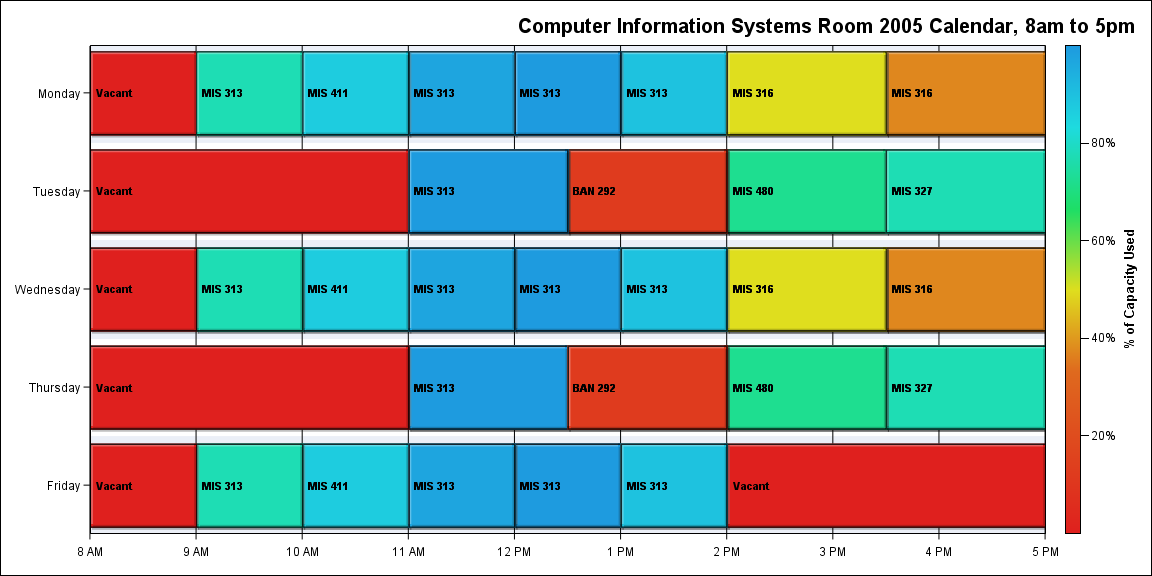 Computer Information Systems Room 2005 Calendar, 8am to 5pm
Monday
Vacant
MIS 313
MIS 411
MIS 313
MIS 313
MIS 313
MIS 316
MIS 316
Tuesday
Vacant
MIS 313
BAN 292
MIS 480
MIS 327
Wednesday
Vacant
MIS 313
MIS 411
MIS 313
MIS 313
MIS 313
MIS 316
MIS 316
Thursday
Vacant
MIS 313
BAN 292
MIS 480
MIS 327
Friday
Vacant
MIS 313
MIS 411
MIS 313
MIS 313
MIS 313
Vacant
8 AM
9 AM
10 AM
11 AM
12 PM
1 PM
2 PM
3 PM
4 PM
5 PM
80%
60%
40%
20%
% of Capacity Used